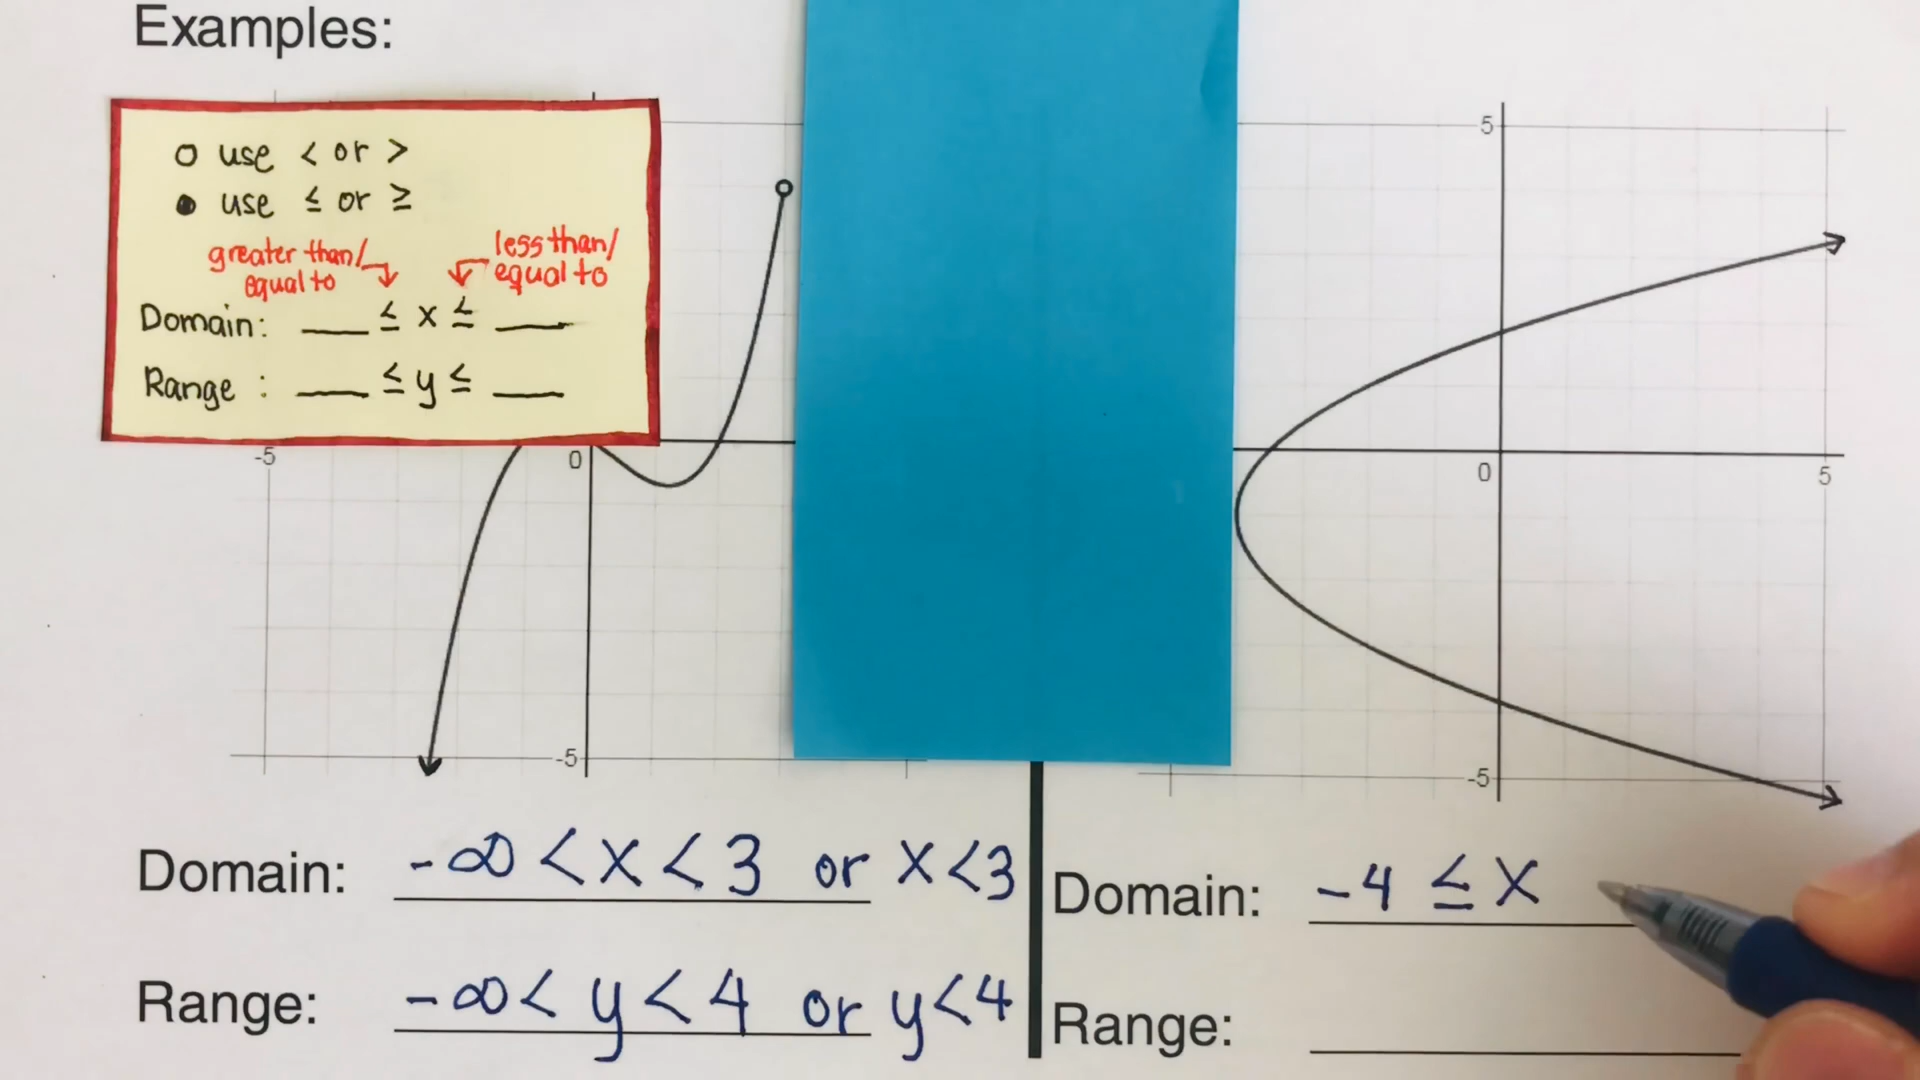 Examples:
○ use < or >
● use ≤ or ≥
greater than/
equal to
less than/
equal to
Domain: ___ ≤ x ≤ ___
Range : ___ ≤ y ≤ ___
-5
0
-5
5
0
5
-5
Domain: -∞ < x < 3 or x < 3
Range: -∞ < y < 4 or y < 4
Domain: -4 ≤ x
Range: